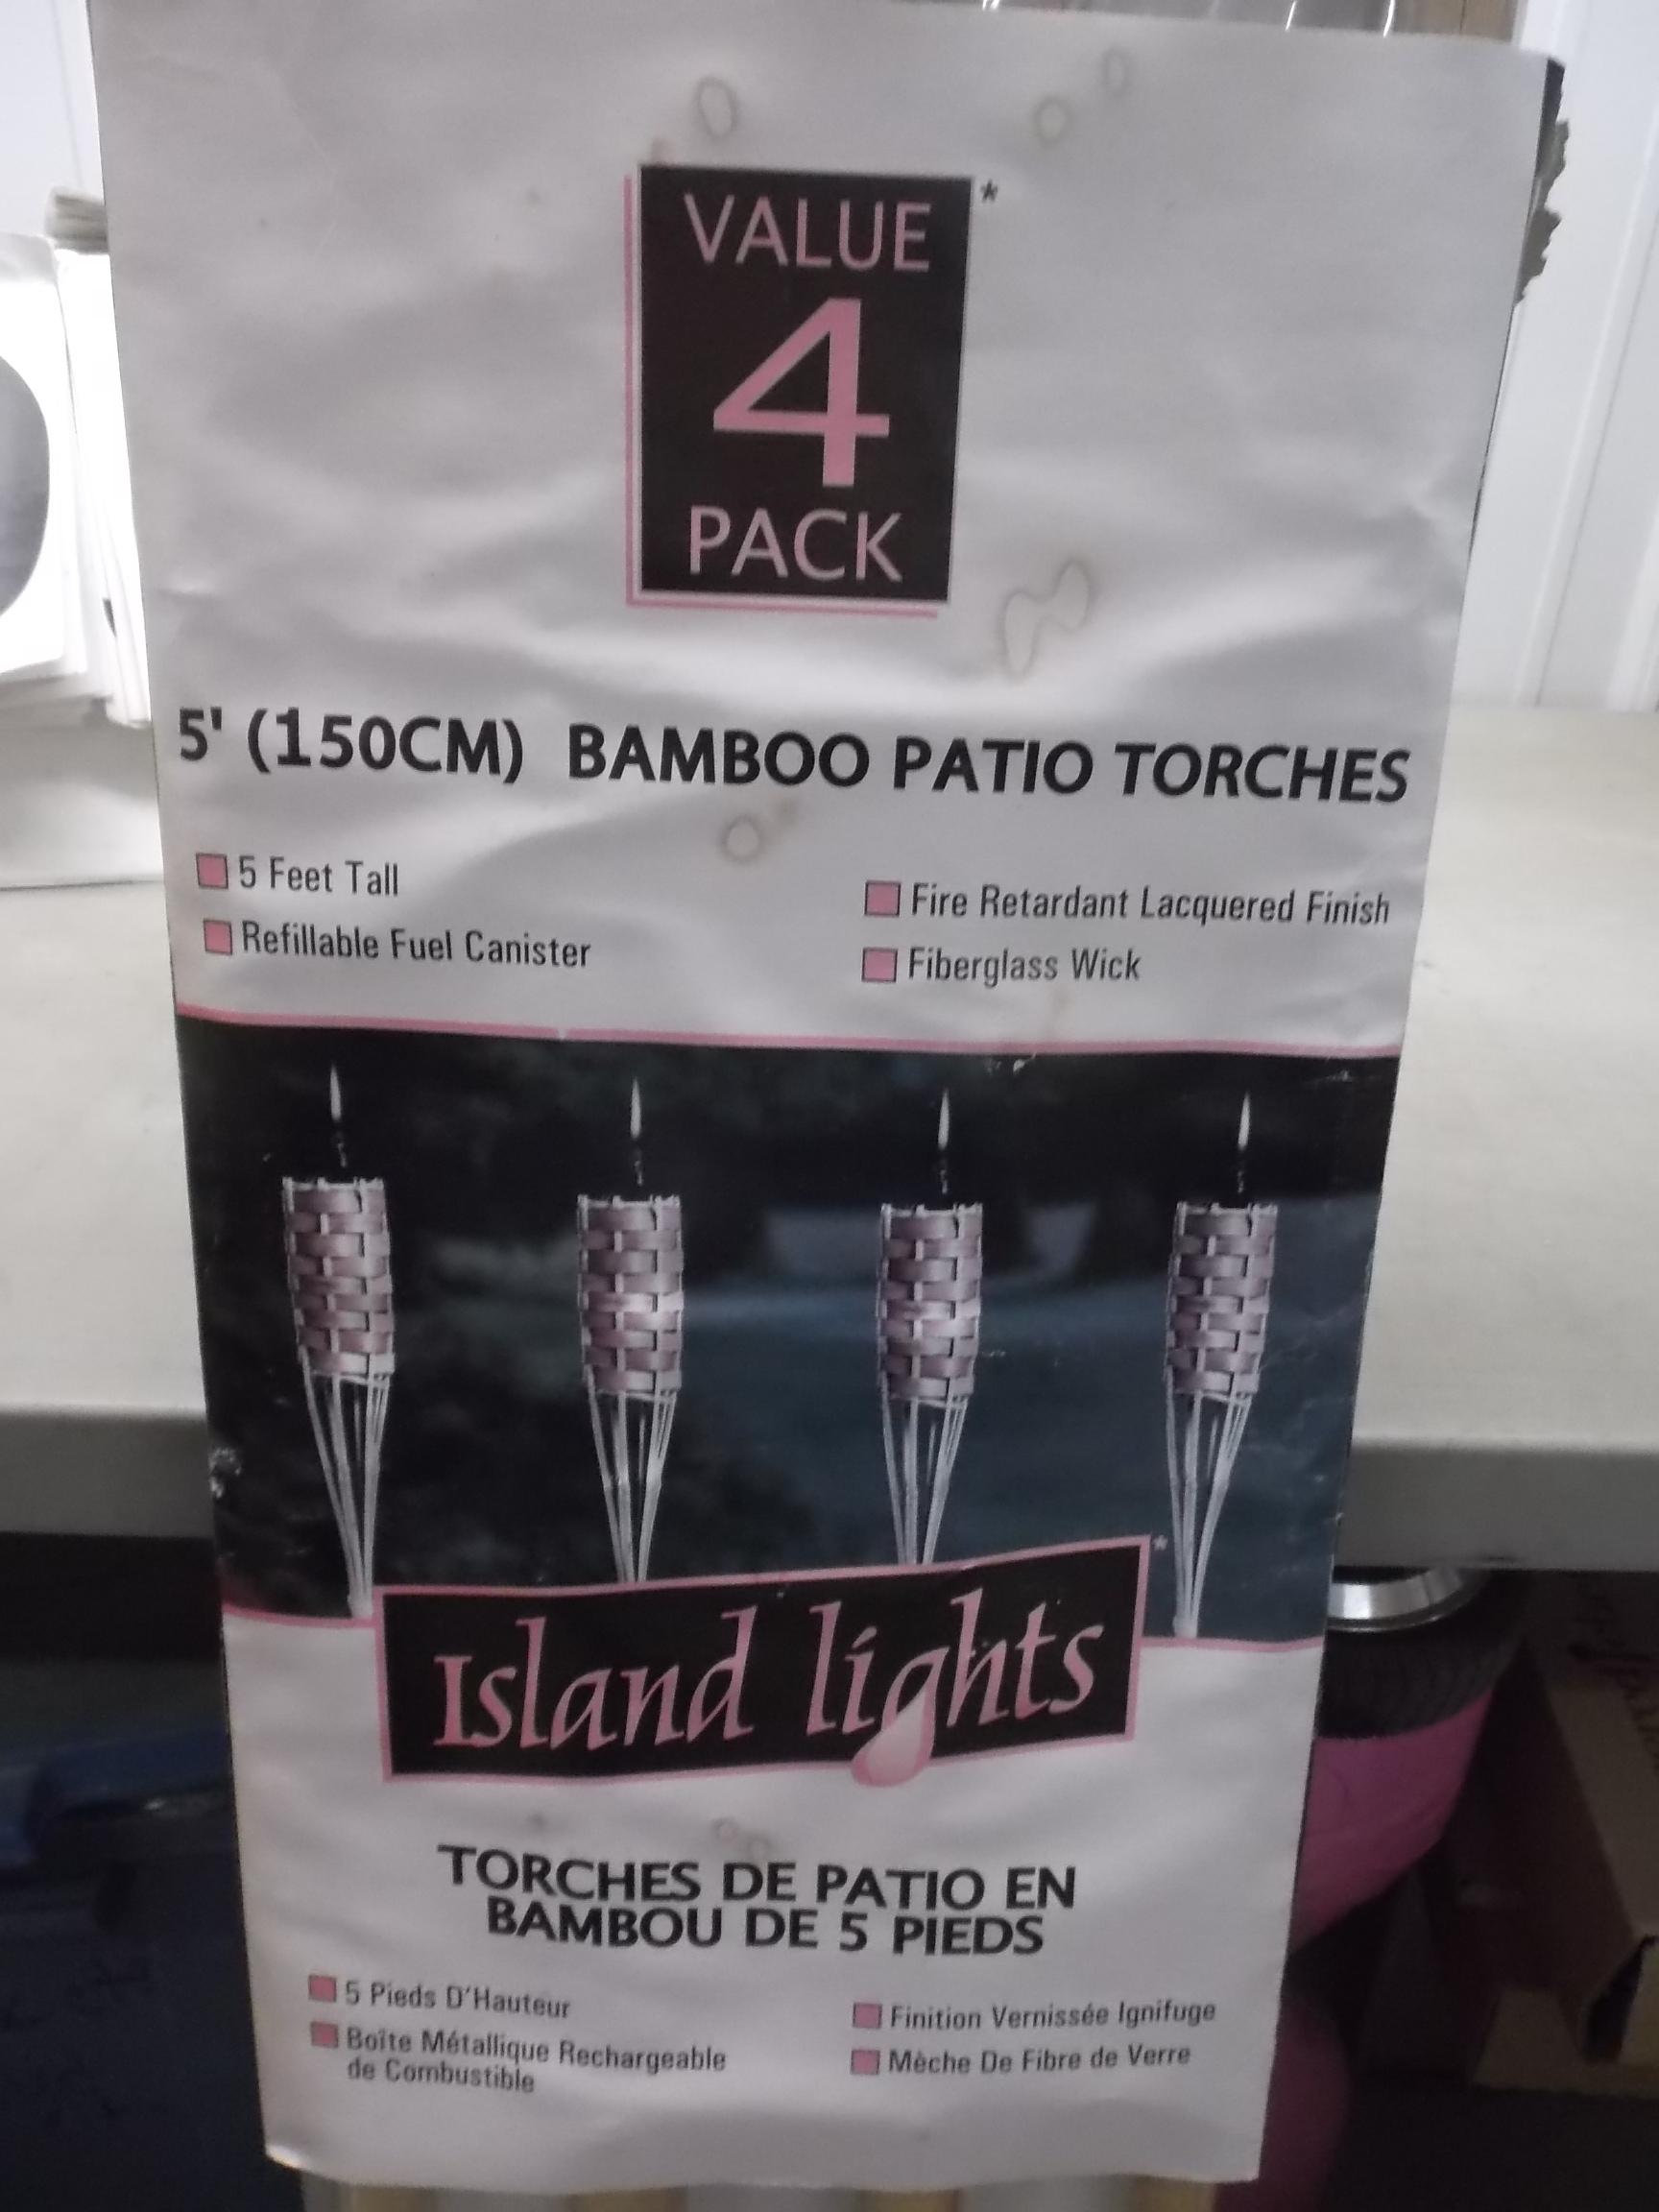 VALUE *
4
PACK
5' (150CM) BAMBOO PATIO TORCHES
5 Feet Tall
Refillable Fuel Canister
Fire Retardant Lacquered Finish
Fiberglass Wick
Island lights *
TORCHES DE PATIO EN
BAMBOU DE 5 PIEDS
5 Pieds D'Hauteur
Boîte Métallique Rechargeable
de Combustible
Finition Vernissée Ignifuge
Mèche De Fibre de Verre